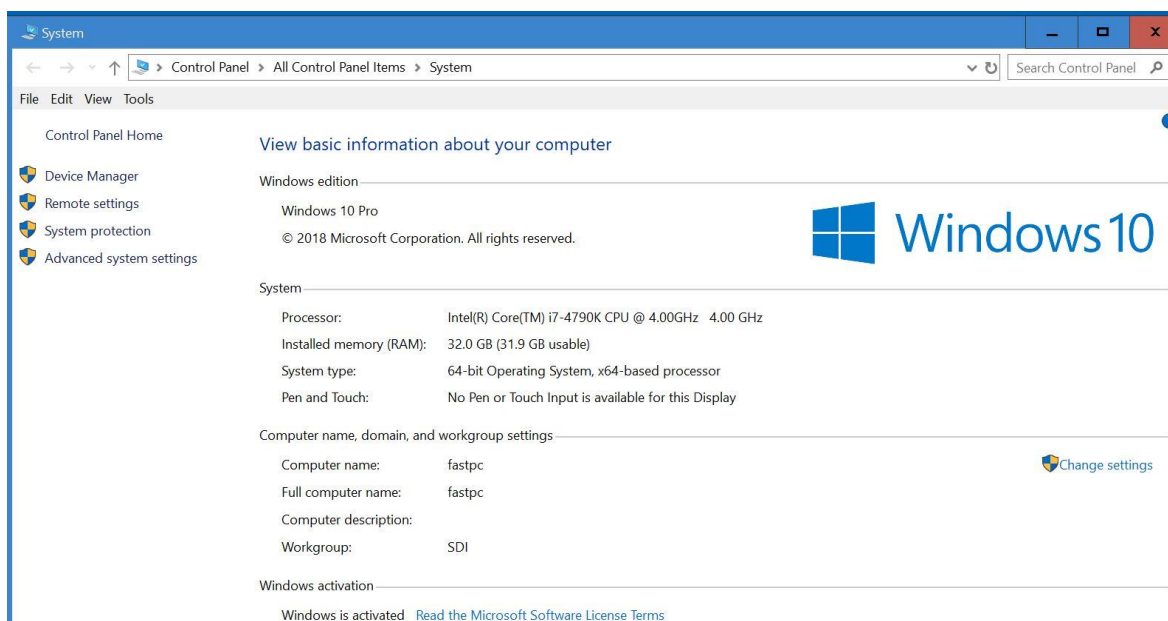 System
Control Panel > All Control Panel Items > System
Search Control Panel
File Edit View Tools
Control Panel Home
Device Manager
Remote settings
System protection
Advanced system settings
View basic information about your computer
Windows edition
Windows 10 Pro
© 2018 Microsoft Corporation. All rights reserved.
Windows 10
System
Processor: Intel(R) Core(TM) i7-4790K CPU @ 4.00GHz 4.00 GHz
Installed memory (RAM): 32.0 GB (31.9 GB usable)
System type: 64-bit Operating System, x64-based processor
Pen and Touch: No Pen or Touch Input is available for this Display
Computer name, domain, and workgroup settings
Computer name: fastpc
Change settings
Full computer name: fastpc
Computer description:
Workgroup: SDI
Windows activation
Windows is activated Read the Microsoft Software License Terms